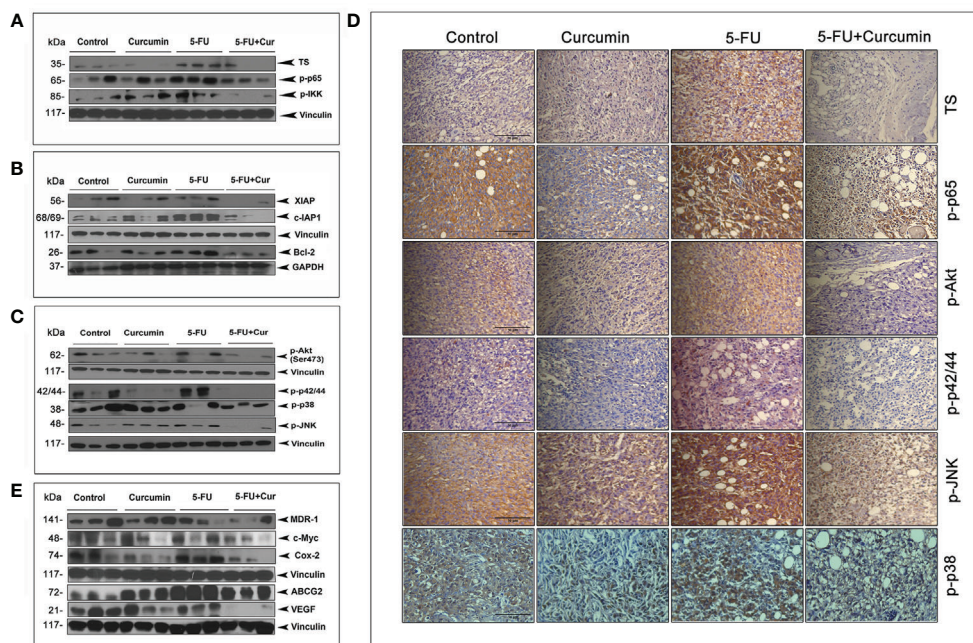 A
kDa
Control
Curcumin
5-FU
5-FU+Cur
35-
TS
65-
p-p65
85-
p-IKK
117-
Vinculin
B
kDa
Control
Curcumin
5-FU
5-FU+Cur
56-
XIAP
68/69-
c-IAP1
117-
Vinculin
26-
Bcl-2
37-
GAPDH
C
kDa
Control
Curcumin
5-FU
5-FU+Cur
62-
p-Akt
(Ser473)
117-
Vinculin
42/44-
p-p42/44
38-
p-p38
48-
p-JNK
117-
Vinculin
E
kDa
Control
Curcumin
5-FU
5-FU+Cur
141-
MDR-1
48-
c-Myc
74-
Cox-2
117-
Vinculin
72-
ABCG2
21-
VEGF
117-
Vinculin
D
Control
Curcumin
5-FU
5-FU+Curcumin
TS
p-p65
p-Akt
p-p42/44
p-JNK
p-p38